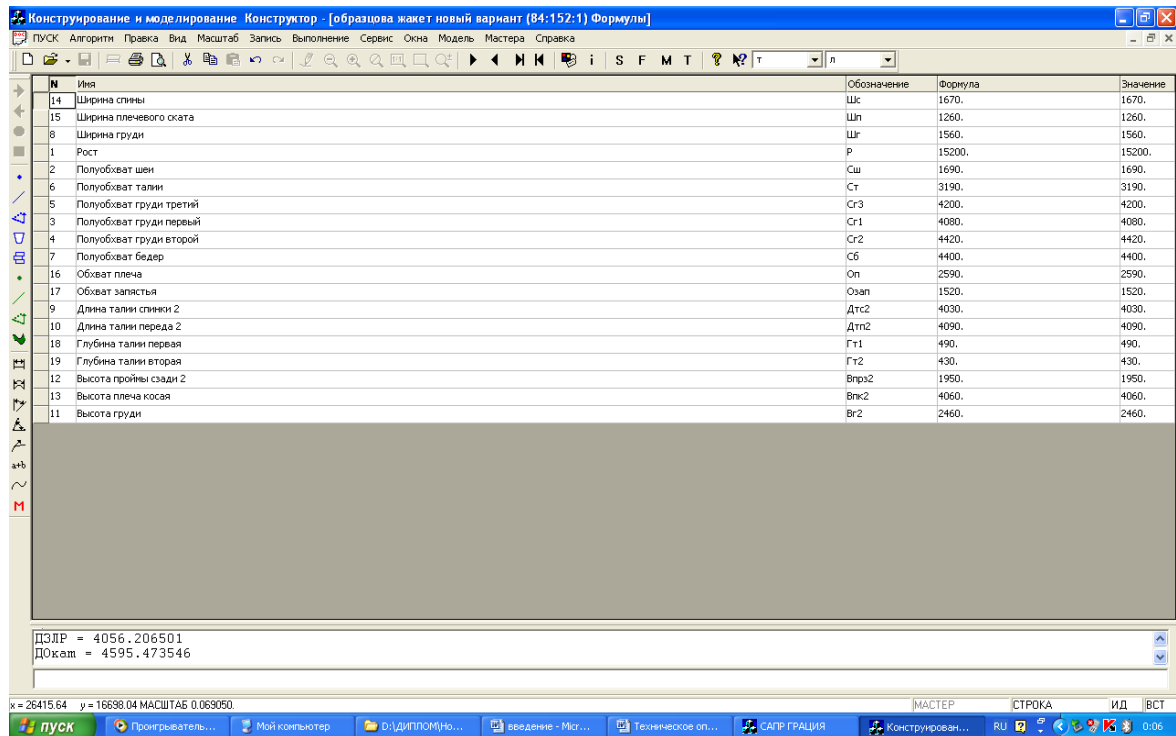 Конструирование и моделирование Конструктор - [образцова жакет новый вариант (84:152:1) Формулы]
ПУСК Алгоритм Правка Вид Масштаб Запись Выполнение Сервис Окна Модель Мастера Справка
i S F M T т л
N Имя Обозначение Формула Значение
14 Ширина спины Шс 1670. 1670.
15 Ширина плечевого ската Шп 1260. 1260.
8 Ширина груди Шг 1560. 1560.
1 Рост Р 15200. 15200.
2 Полуобхват шеи Сш 1690. 1690.
6 Полуобхват талии Ст 3190. 3190.
5 Полуобхват груди третий Сг3 4200. 4200.
3 Полуобхват груди первый Сг1 4080. 4080.
4 Полуобхват груди второй Сг2 4420. 4420.
7 Полуобхват бедер Сб 4400. 4400.
16 Обхват плеча Оп 2590. 2590.
17 Обхват запястья Озап 1520. 1520.
9 Длина талии спинки 2 Дтс2 4030. 4030.
10 Длина талии переда 2 Дтп2 4090. 4090.
18 Глубина талии первая Гт1 490. 490.
19 Глубина талии вторая Гт2 430. 430.
12 Высота проймы сзади 2 Впрз2 1950. 1950.
13 Высота плеча косая Впк2 4060. 4060.
11 Высота груди Вг2 2460. 2460.
a+b
M
ДЗЛР = 4056.206501
ДОкат = 4595.473546
x = 26415.64 y = 16698.04 МАСШТАБ 0.069050. МАСТЕР СТРОКА ИД ВСТ
пуск Проигрыватель... Мой компьютер D:\ДИПЛОМ\Но... введение - Micr... Техническое оп... САПР ГРАЦИЯ Конструирован... RU 0:06